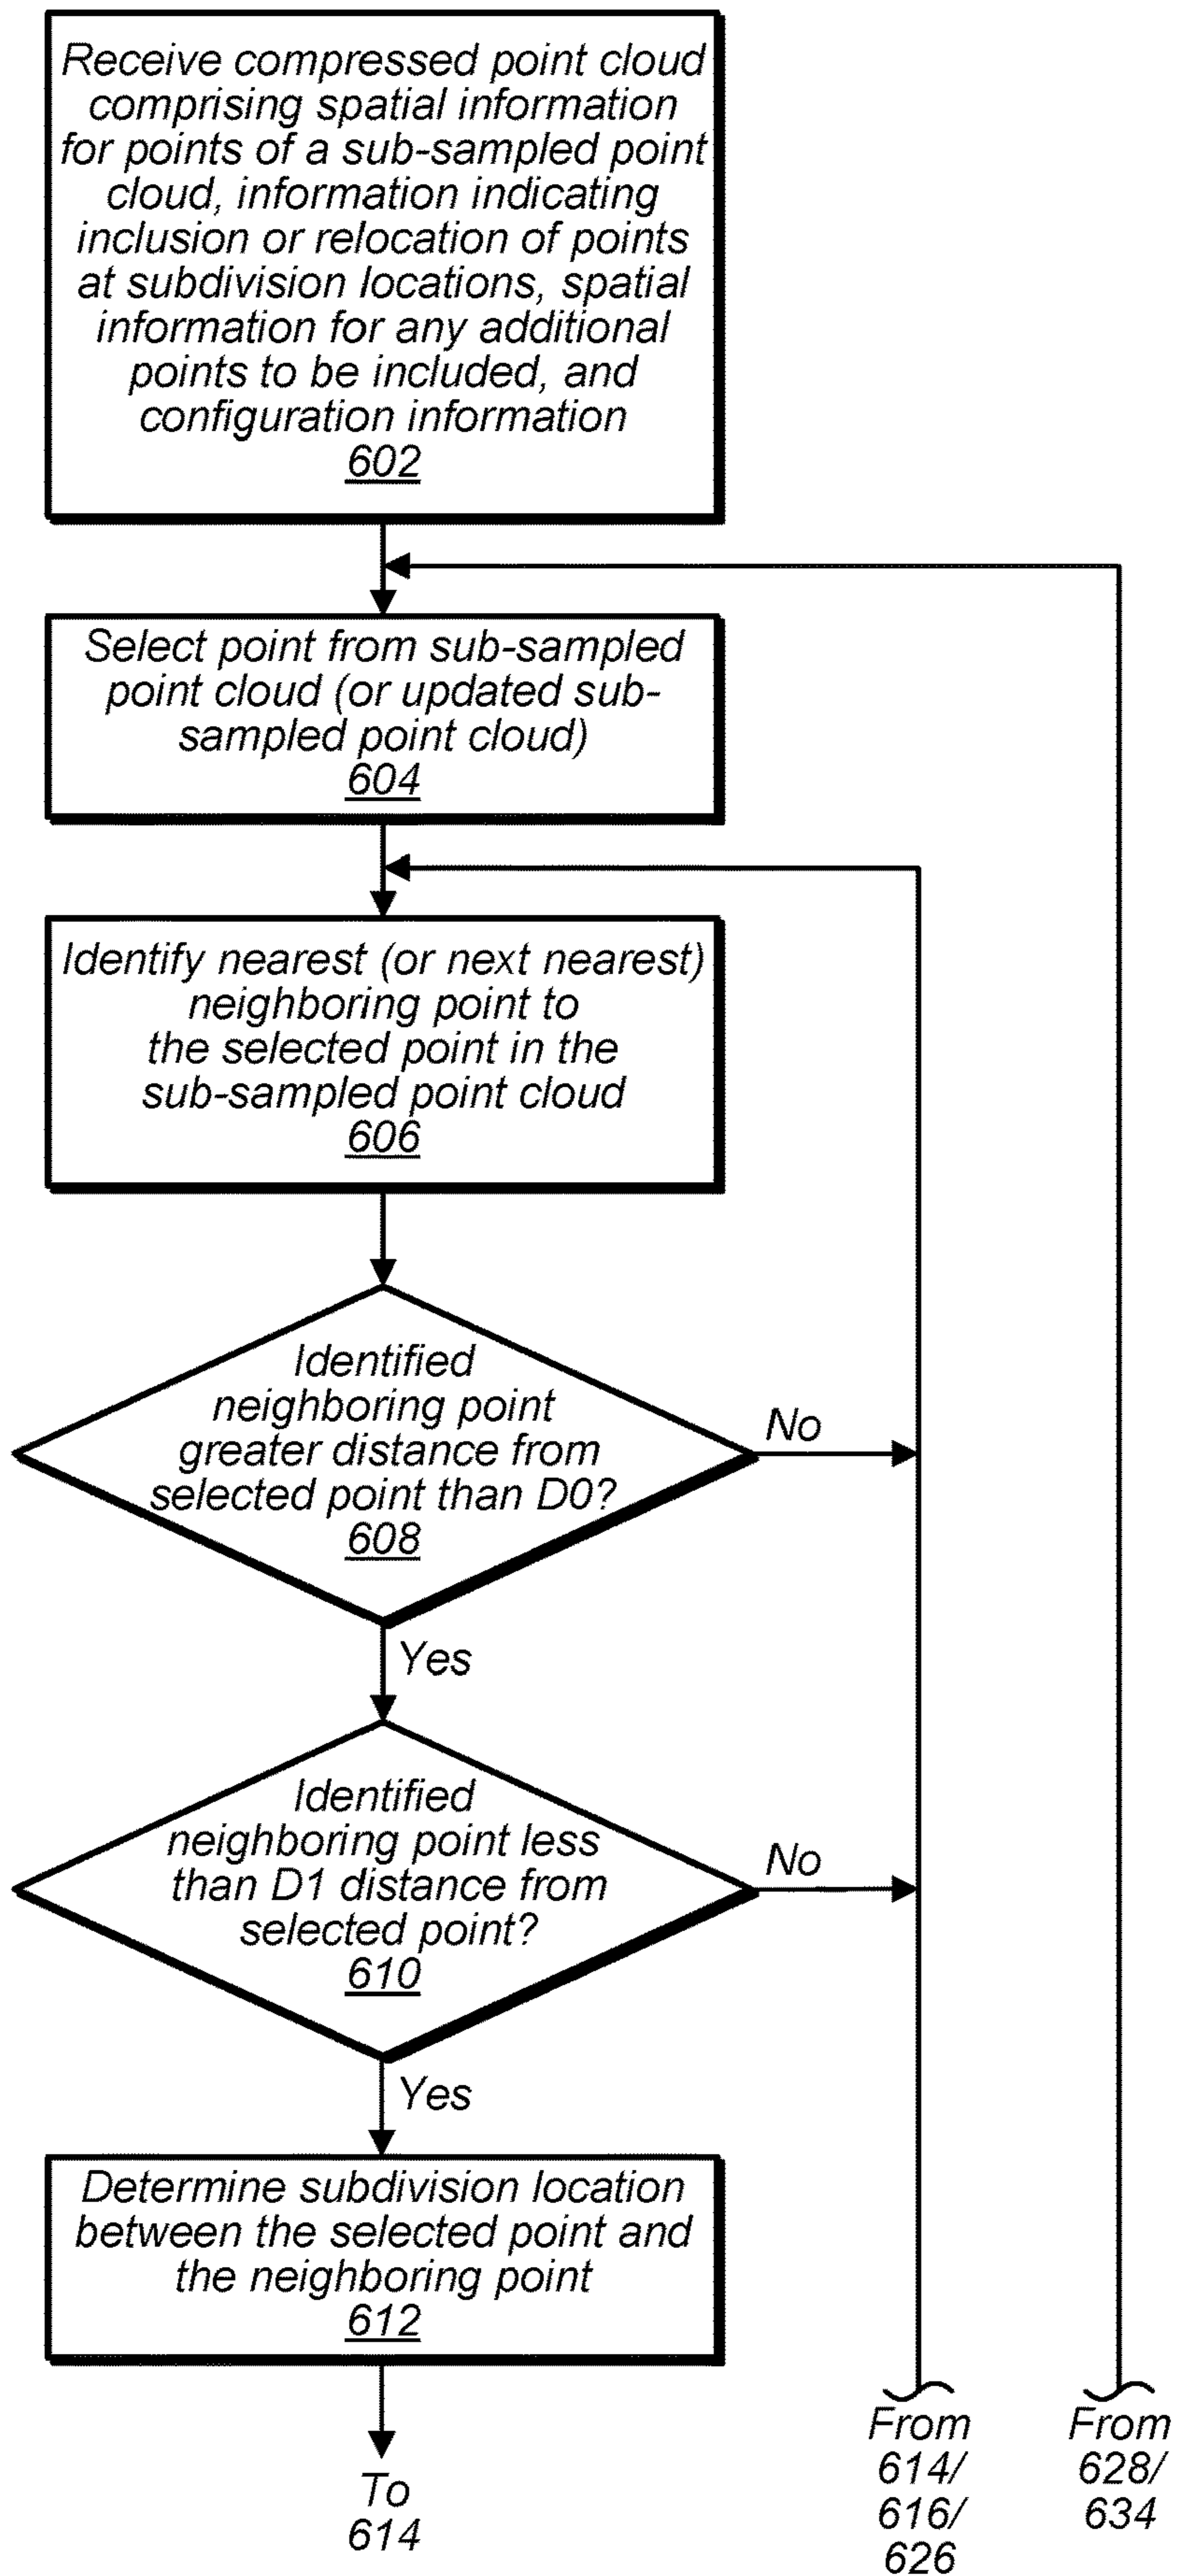 Receive compressed point cloud
comprising spatial information
for points of a sub-sampled point
cloud, information indicating
inclusion or relocation of points
at subdivision locations, spatial
information for any additional
points to be included, and
configuration information
602
Select point from sub-sampled
point cloud (or updated sub-
sampled point cloud)
604
Identify nearest (or next nearest)
neighboring point to
the selected point in the
sub-sampled point cloud
606
Identified
neighboring point
greater distance from
selected point than D0?
608
No
Yes
Identified
neighboring point less
than D1 distance from
selected point?
610
No
Yes
Determine subdivision location
between the selected point and
the neighboring point
612
To
614
From
614/
616/
626
From
628/
634